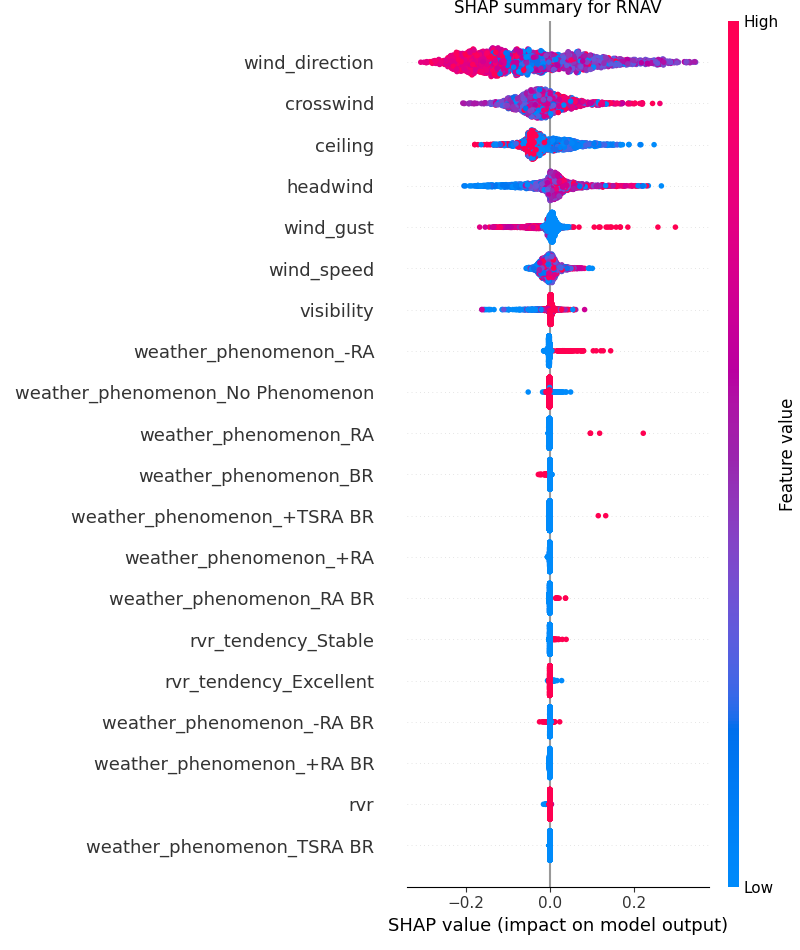 SHAP summary for RNAV
High
wind_direction
crosswind
ceiling
headwind
wind_gust
wind_speed
visibility
weather_phenomenon_-RA
weather_phenomenon_No Phenomenon
weather_phenomenon_RA
weather_phenomenon_BR
weather_phenomenon_+TSRA BR
weather_phenomenon_+RA
weather_phenomenon_RA BR
rvr_tendency_Stable
rvr_tendency_Excellent
weather_phenomenon_-RA BR
weather_phenomenon_+RA BR
rvr
weather_phenomenon_TSRA BR
Feature value
Low
−0.2 0.0 0.2
SHAP value (impact on model output)